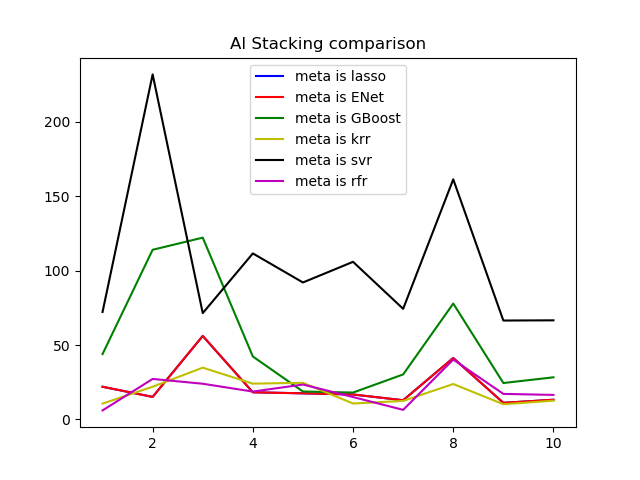 Al Stacking comparison
meta is lasso
meta is ENet
meta is GBoost
meta is krr
meta is svr
meta is rfr
200
150
100
50
0
2 4 6 8 10